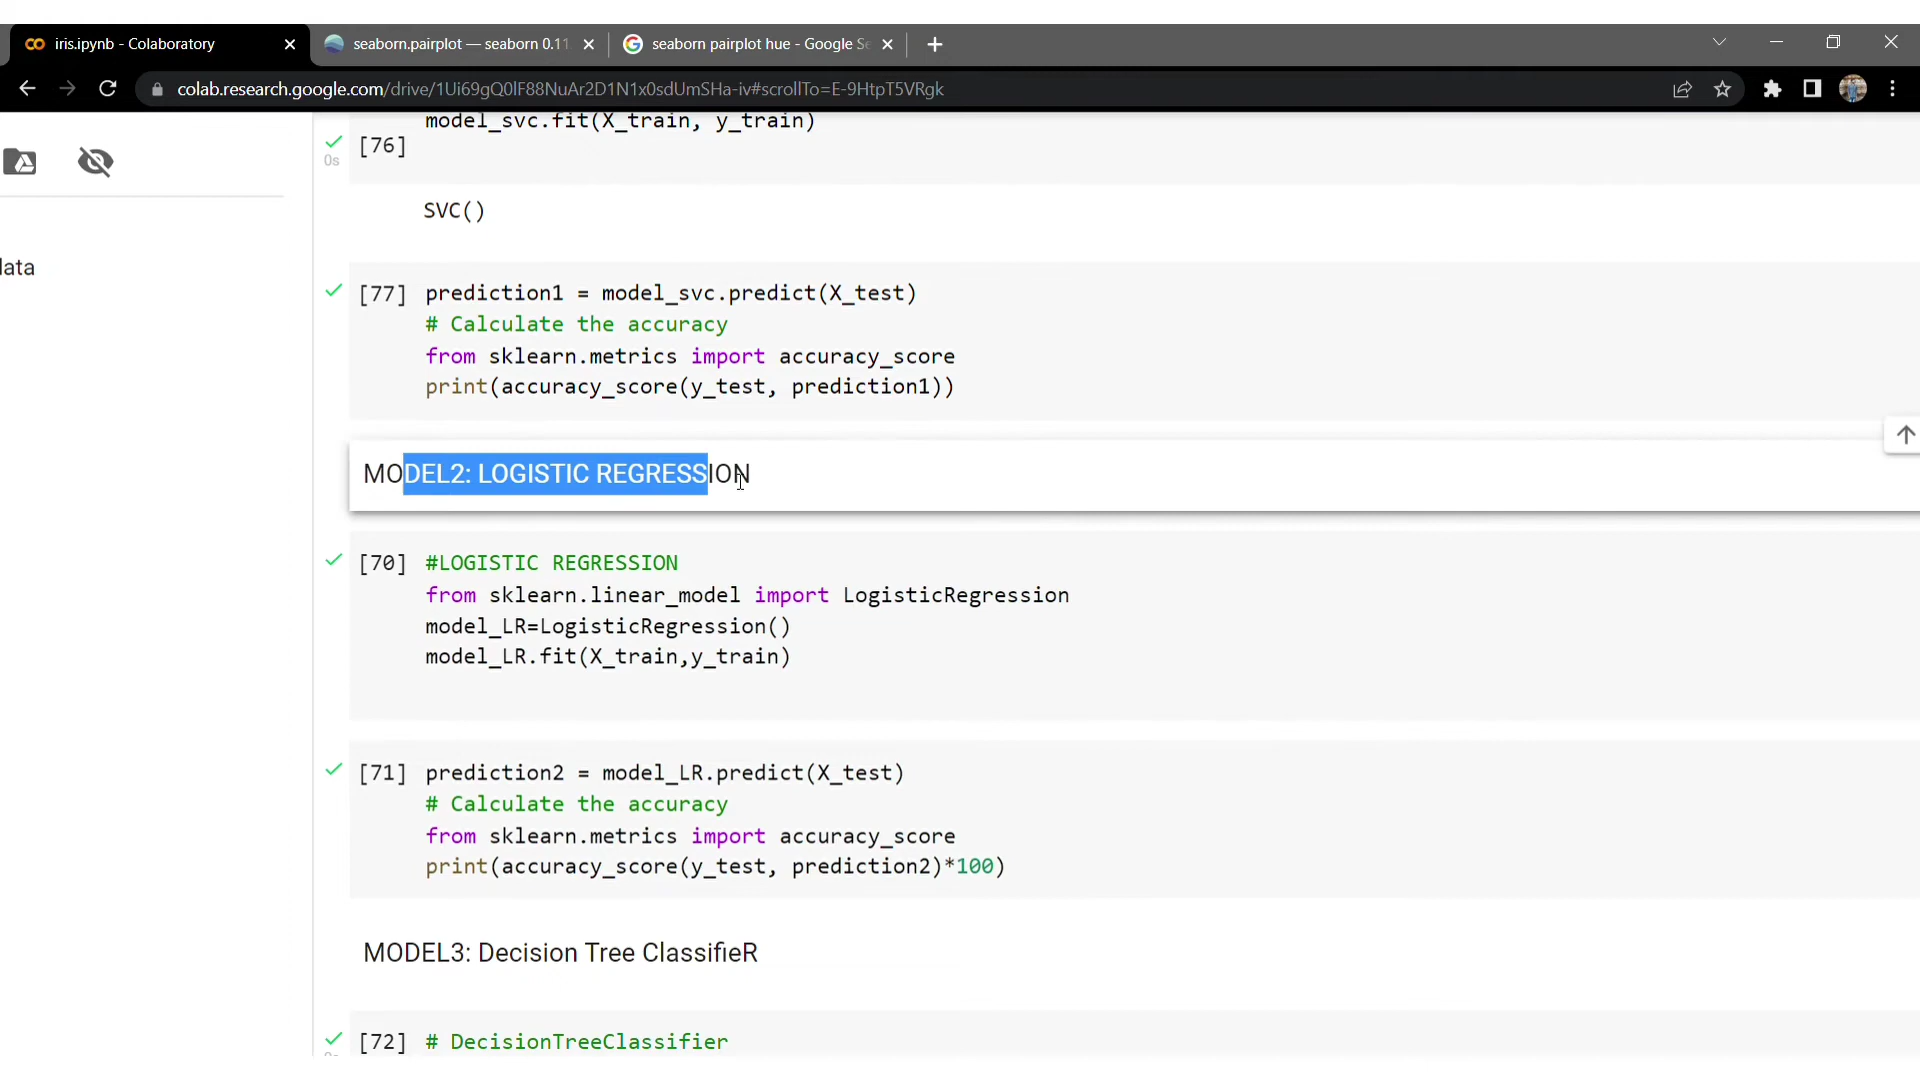 iris.ipynb - Colaboratory
seaborn.pairplot — seaborn 0.11
seaborn pairplot hue - Google Se
colab.research.google.com/drive/1Ui69gQ0lF88NuAr2D1N1x0sdUmSHa-iv#scrollTo=E-9HtpT5VRgk
model_svc.fit(X_train, y_train)
[76]
0s
SVC()
data
[77] prediction1 = model_svc.predict(X_test)
# Calculate the accuracy
from sklearn.metrics import accuracy_score
print(accuracy_score(y_test, prediction1))
MODEL2: LOGISTIC REGRESSION
[70] #LOGISTIC REGRESSION
from sklearn.linear_model import LogisticRegression
model_LR=LogisticRegression()
model_LR.fit(X_train,y_train)
[71] prediction2 = model_LR.predict(X_test)
# Calculate the accuracy
from sklearn.metrics import accuracy_score
print(accuracy_score(y_test, prediction2)*100)
MODEL3: Decision Tree ClassifieR
[72] # DecisionTreeClassifier